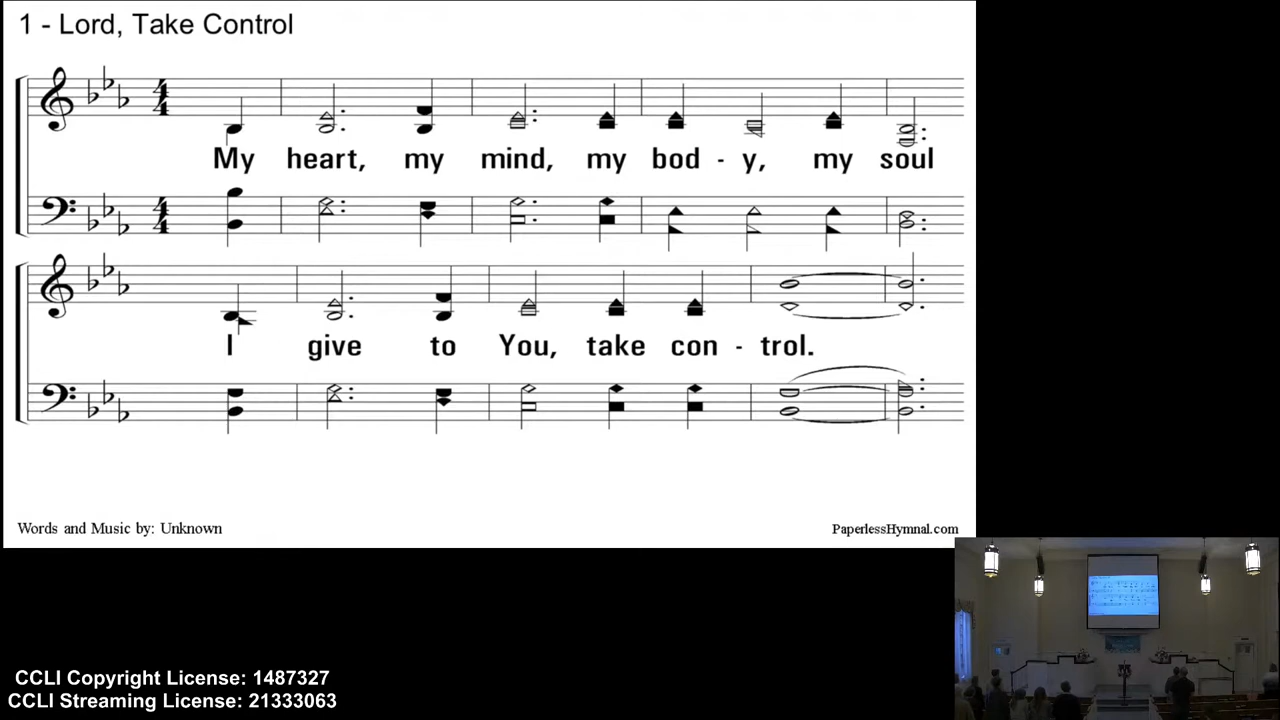 1 - Lord, Take Control
My heart, my mind, my bod - y, my soul
I give to You, take con - trol.
Words and Music by: Unknown
PaperlessHymnal.com
CCLI Copyright License: 1487327
CCLI Streaming License: 21333063